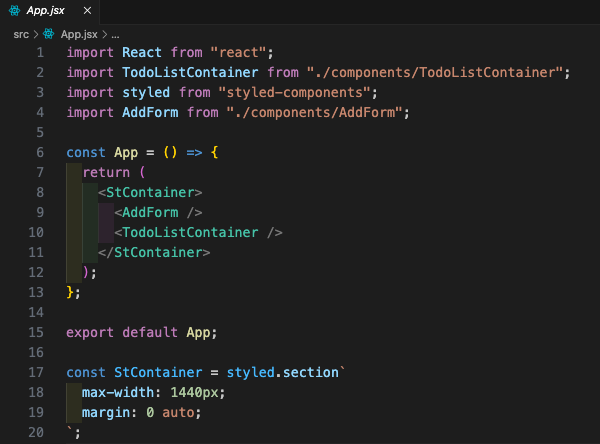 App.jsx ×
src > App.jsx > ...
1 import React from "react";
2 import TodoListContainer from "./components/TodoListContainer";
3 import styled from "styled-components";
4 import AddForm from "./components/AddForm";
5
6 const App = () => {
7   return (
8     <StContainer>
9       <AddForm />
10       <TodoListContainer />
11     </StContainer>
12   );
13 };
14
15 export default App;
16
17 const StContainer = styled.section`
18   max-width: 1440px;
19   margin: 0 auto;
20 `;